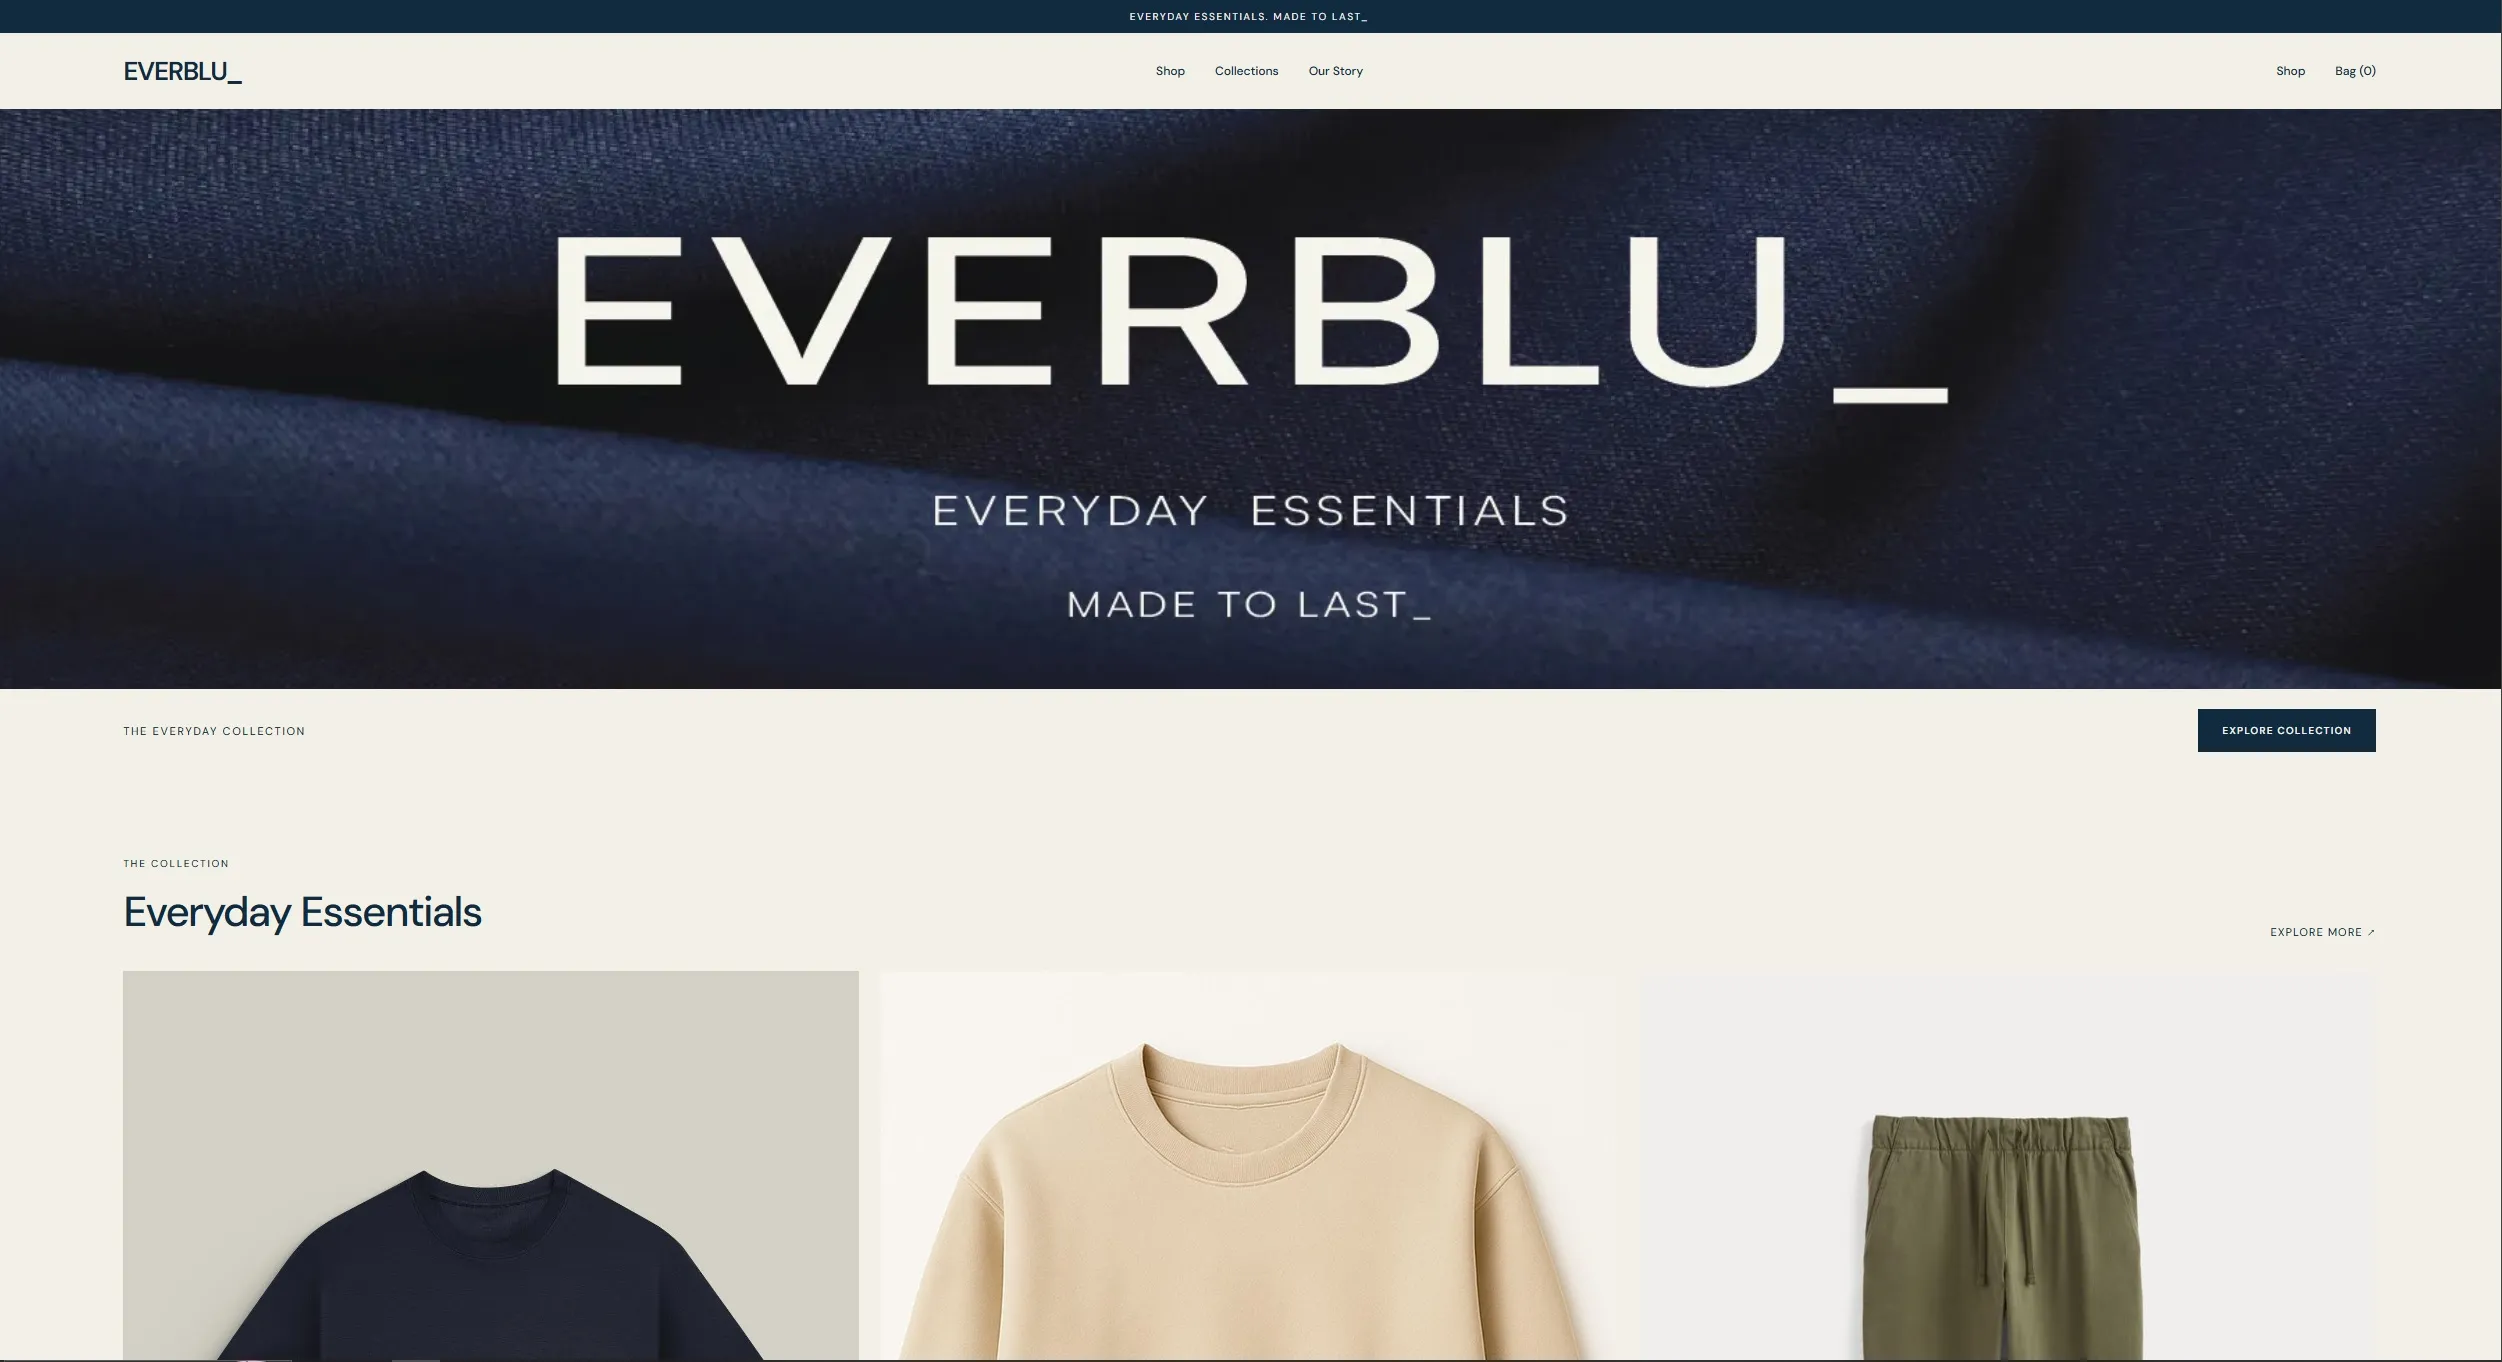 EVERYDAY ESSENTIALS. MADE TO LAST_
EVERBLU_
Shop
Collections
Our Story
Shop
Bag (0)
EVERBLU_
EVERYDAY ESSENTIALS
MADE TO LAST_
THE EVERYDAY COLLECTION
EXPLORE COLLECTION
THE COLLECTION
Everyday Essentials
EXPLORE MORE ↗